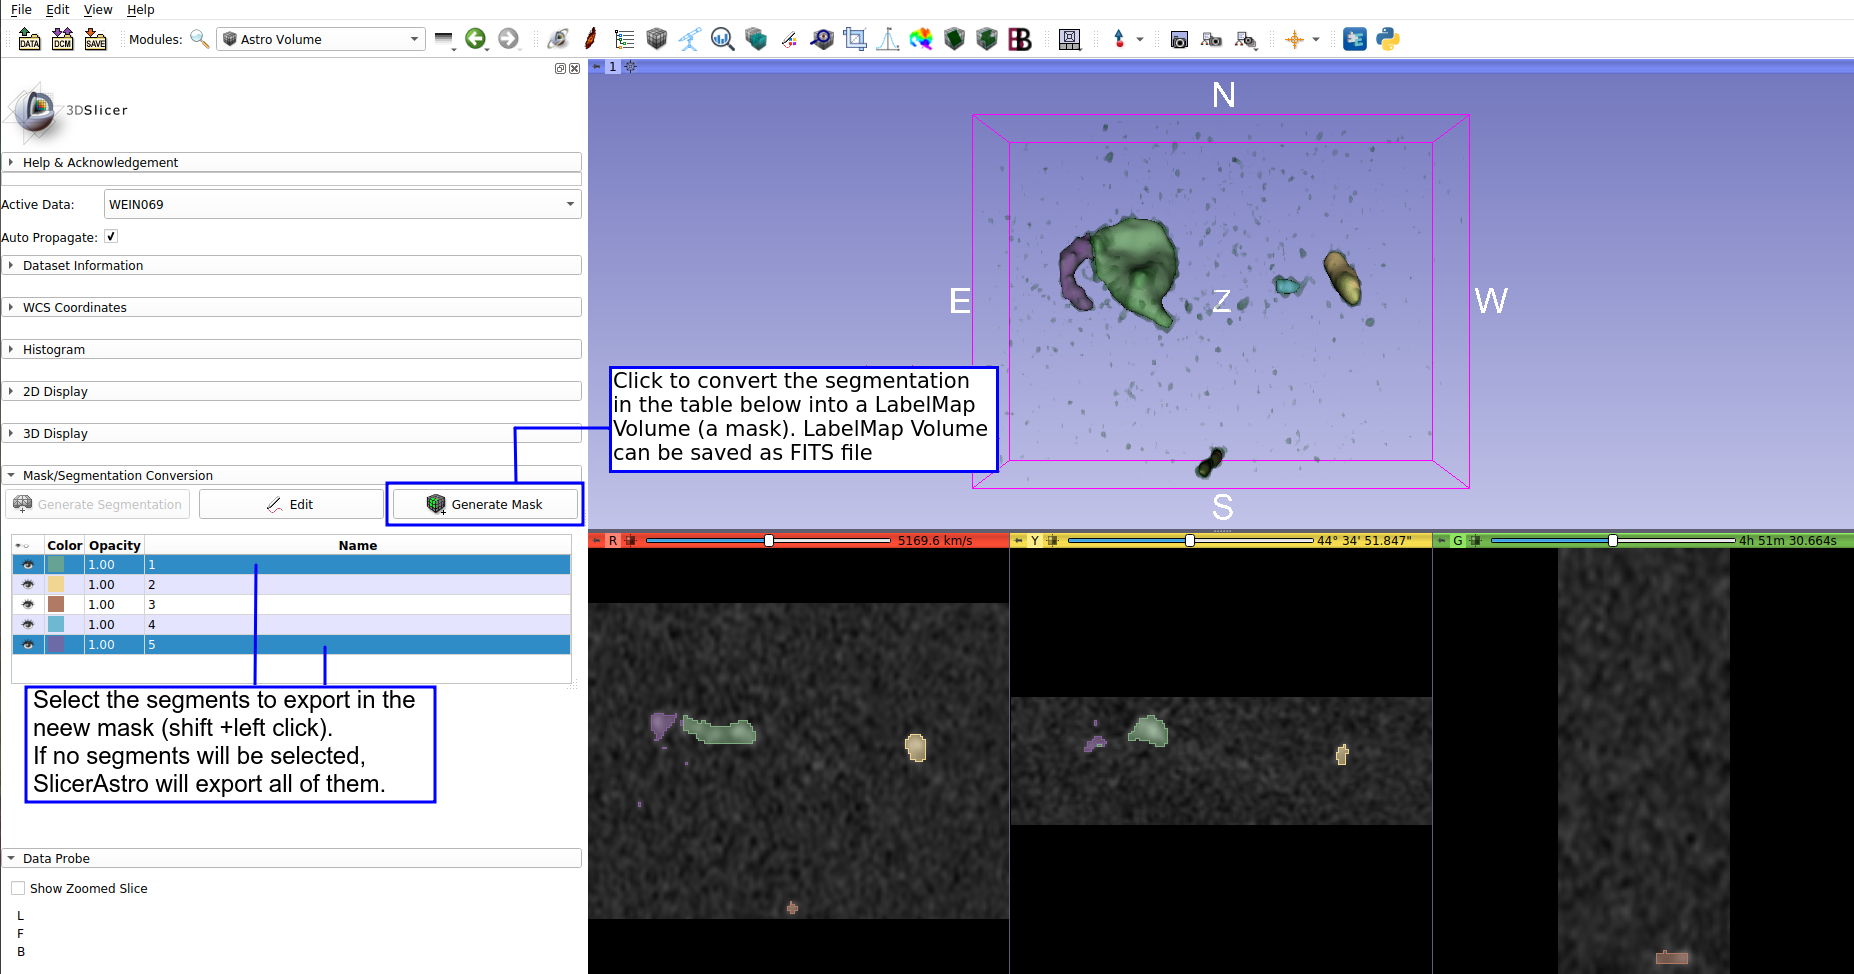 File Edit View Help
DATA DCM SAVE Modules: Astro Volume
1
3DSlicer
Help & Acknowledgement
Active Data: WEIN069
Auto Propagate:
Dataset Information
WCS Coordinates
Histogram
2D Display
3D Display
Mask/Segmentation Conversion
Generate Segmentation Edit Generate Mask
Color Opacity Name
1.00 1
1.00 2
1.00 3
1.00 4
1.00 5
Select the segments to export in the
neew mask (shift +left click).
If no segments will be selected,
SlicerAstro will export all of them.
Data Probe
Show Zoomed Slice
L
F
B
N
E Z W
S
Click to convert the segmentation
in the table below into a LabelMap
Volume (a mask). LabelMap Volume
can be saved as FITS file
R 5169.6 km/s
Y 44° 34' 51.847"
G 4h 51m 30.664s